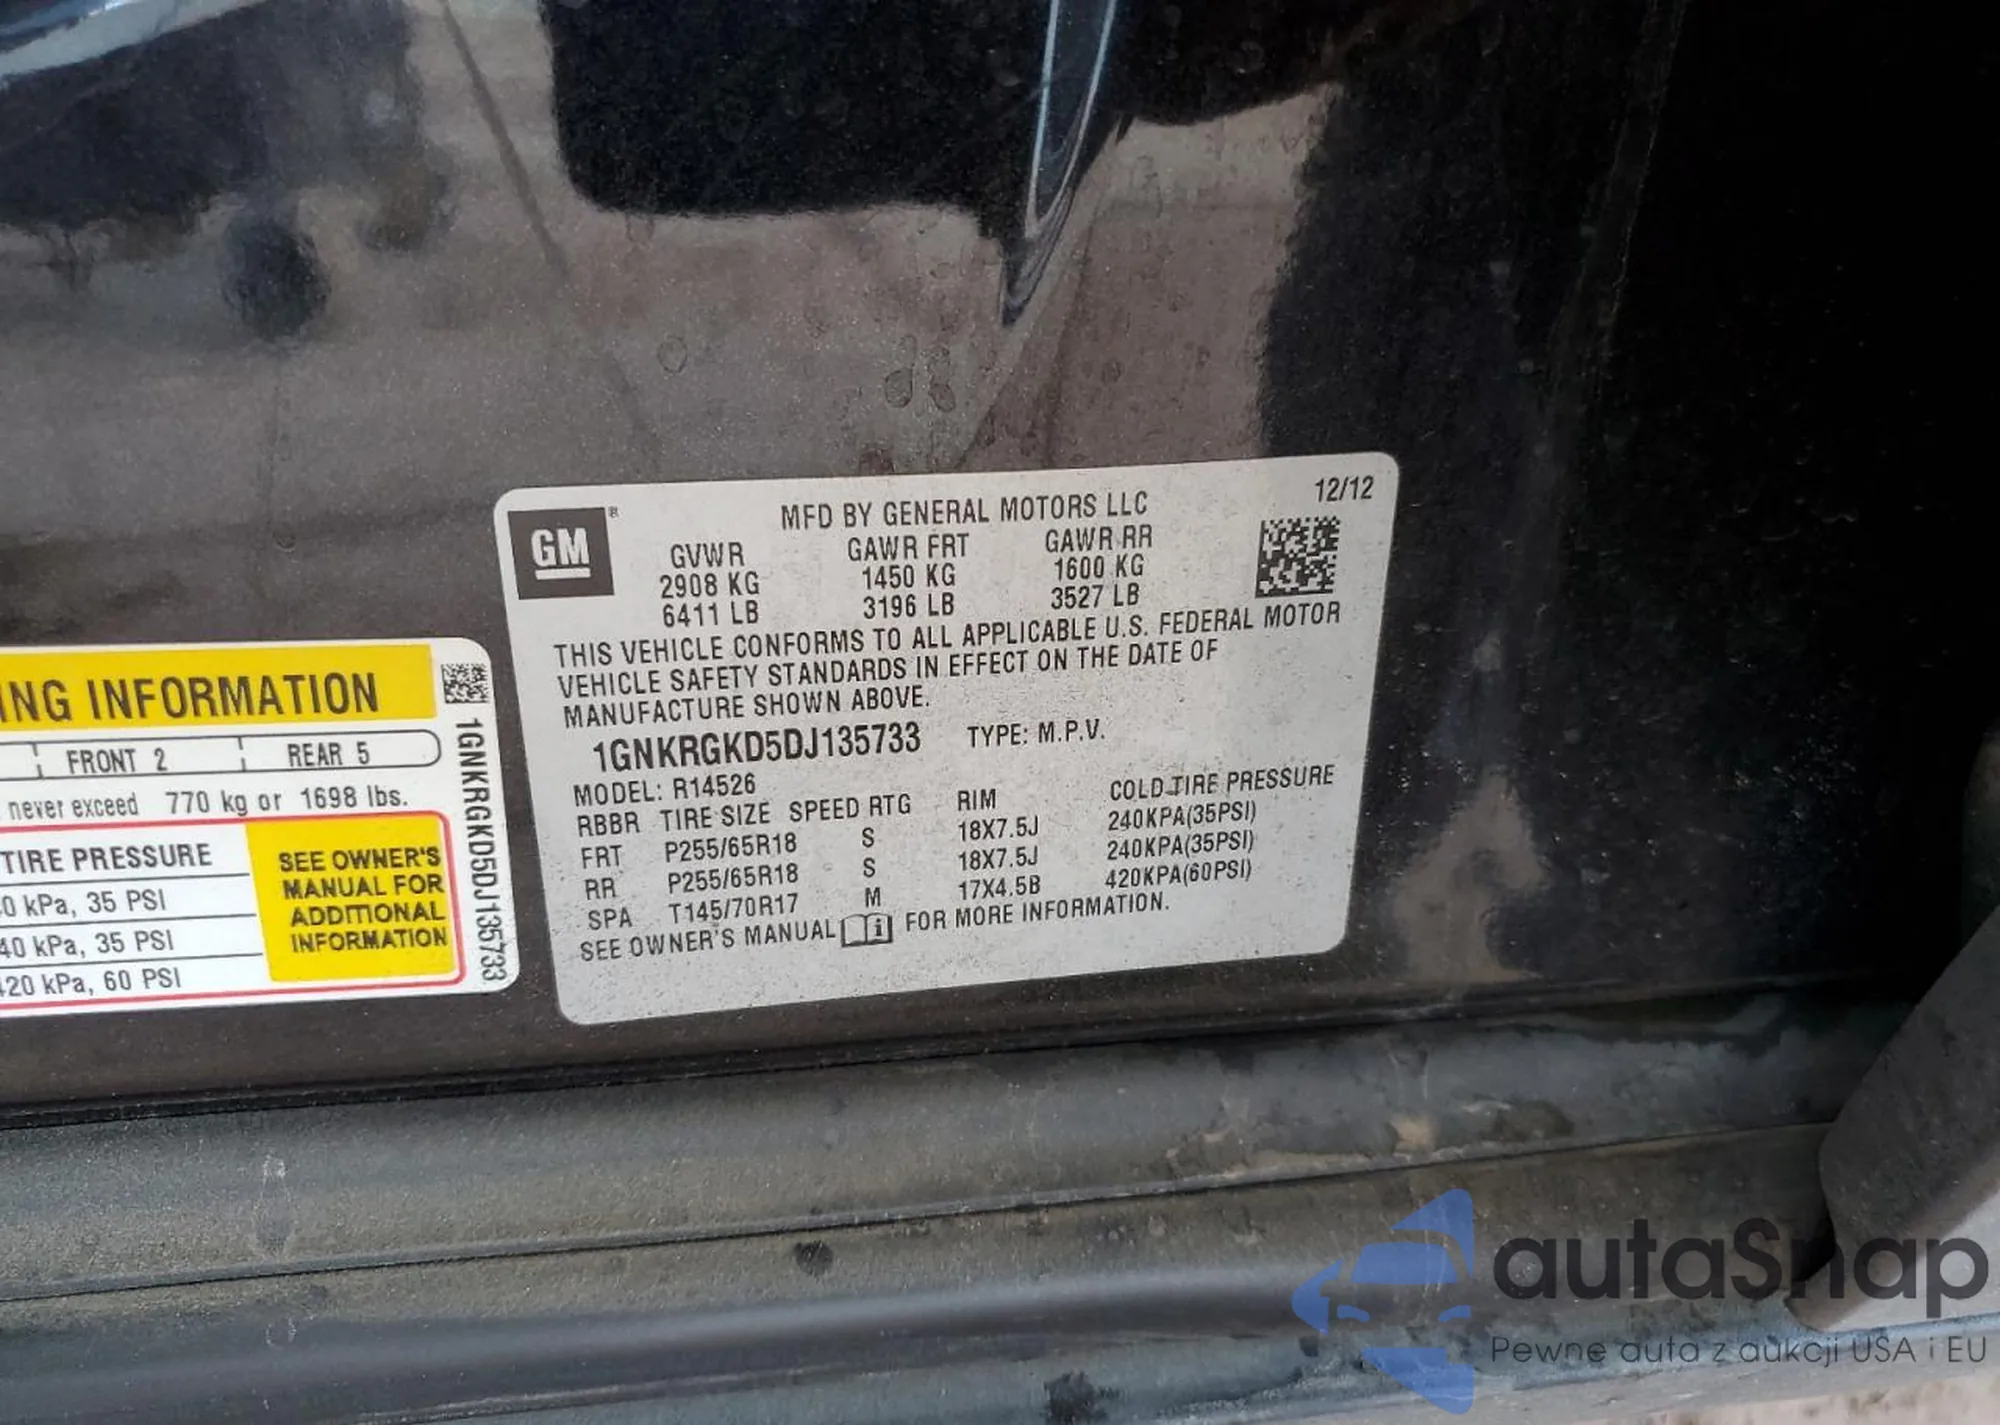 GM ®
MFD BY GENERAL MOTORS LLC 12/12
GVWR GAWR FRT GAWR RR
2908 KG 1450 KG 1600 KG
6411 LB 3196 LB 3527 LB
THIS VEHICLE CONFORMS TO ALL APPLICABLE U.S. FEDERAL MOTOR
VEHICLE SAFETY STANDARDS IN EFFECT ON THE DATE OF
MANUFACTURE SHOWN ABOVE.
1GNKRGKD5DJ135733 TYPE: M.P.V.
MODEL: R14526
RBBR TIRE SIZE SPEED RTG RIM COLD TIRE PRESSURE
FRT P255/65R18 S 18X7.5J 240KPA(35PSI)
RR P255/65R18 S 18X7.5J 240KPA(35PSI)
SPA T145/70R17 M 17X4.5B 420KPA(60PSI)
SEE OWNER'S MANUAL FOR MORE INFORMATION.
ING INFORMATION
FRONT 2 REAR 5
never exceed 770 kg or 1698 lbs.
TIRE PRESSURE
0 kPa, 35 PSI
40 kPa, 35 PSI
420 kPa, 60 PSI
SEE OWNER'S
MANUAL FOR
ADDITIONAL
INFORMATION
1GNKRGKD5DJ135733
autaSnap
Pewne auta z aukcji USA i EU